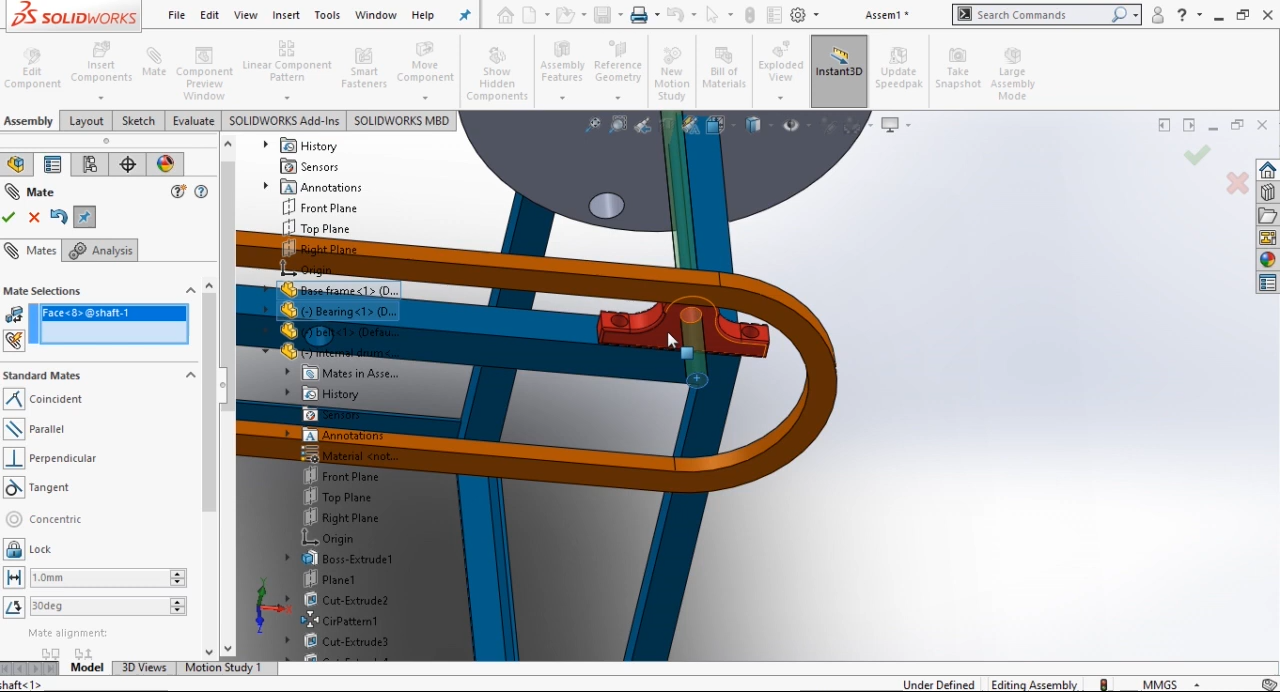 SOLIDWORKS
File Edit View Insert Tools Window Help
Assem1 *
Search Commands
Edit Component
Insert Components
Mate
Component Preview Window
Linear Component Pattern
Smart Fasteners
Move Component
Show Hidden Components
Assembly Features
Reference Geometry
New Motion Study
Bill of Materials
Exploded View
Instant3D
Update Speedpak
Take Snapshot
Large Assembly Mode
Assembly Layout Sketch Evaluate SOLIDWORKS Add-Ins SOLIDWORKS MBD
Mate
Mates Analysis
Mate Selections
Face<8>@shaft-1
Standard Mates
Coincident
Parallel
Perpendicular
Tangent
Concentric
Lock
1.0mm
30deg
Mate alignment:
History
Sensors
Annotations
Front Plane
Top Plane
Right Plane
Origin
Base frame<1> (D...
(-) Bearing<1> (D...
(-) belt<1> (Defau...
(-) internal drum<...
Mates in Asse...
History
Sensors
Annotations
Material <not...
Front Plane
Top Plane
Right Plane
Origin
Boss-Extrude1
Plane1
Cut-Extrude2
CirPattern1
Cut-Extrude3
Model 3D Views Motion Study 1
shaft<1>
Under Defined Editing Assembly MMGS